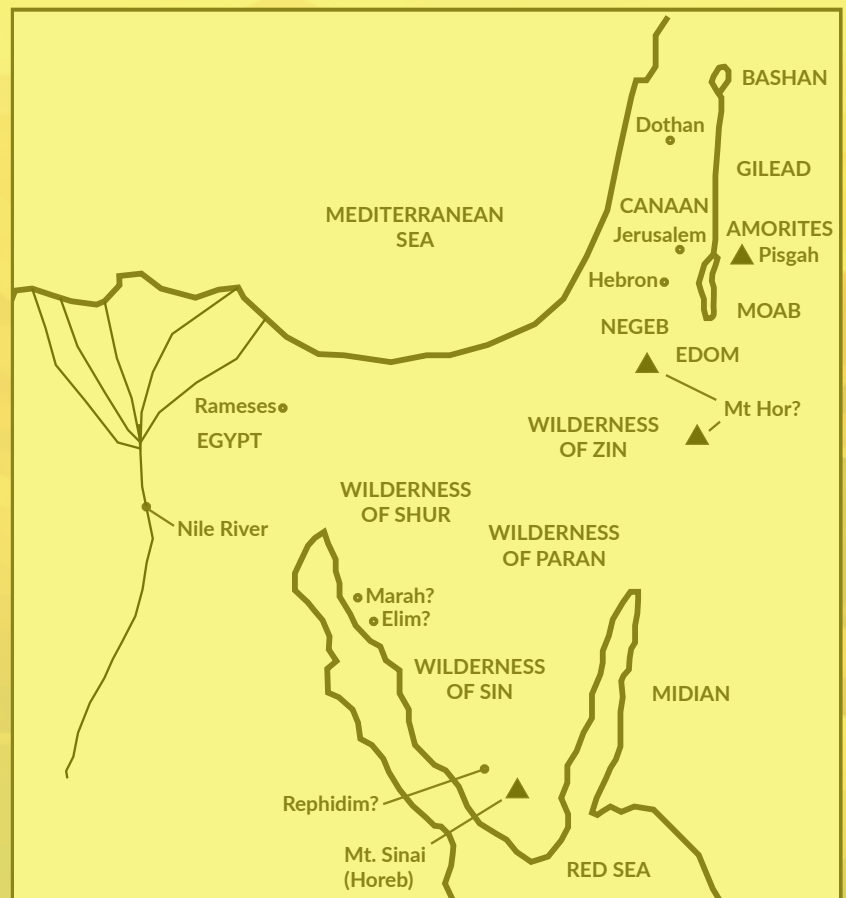 BASHAN
Dothan
GILEAD
CANAAN
MEDITERRANEAN
SEA
AMORITES
Jerusalem
Pisgah
Hebron
MOAB
NEGEB
EDOM
Rameses
Mt Hor?
EGYPT
WILDERNESS
OF ZIN
WILDERNESS
OF SHUR
Nile River
WILDERNESS
OF PARAN
Marah?
Elim?
WILDERNESS
OF SIN
MIDIAN
Rephidim?
Mt. Sinai
(Horeb)
RED SEA